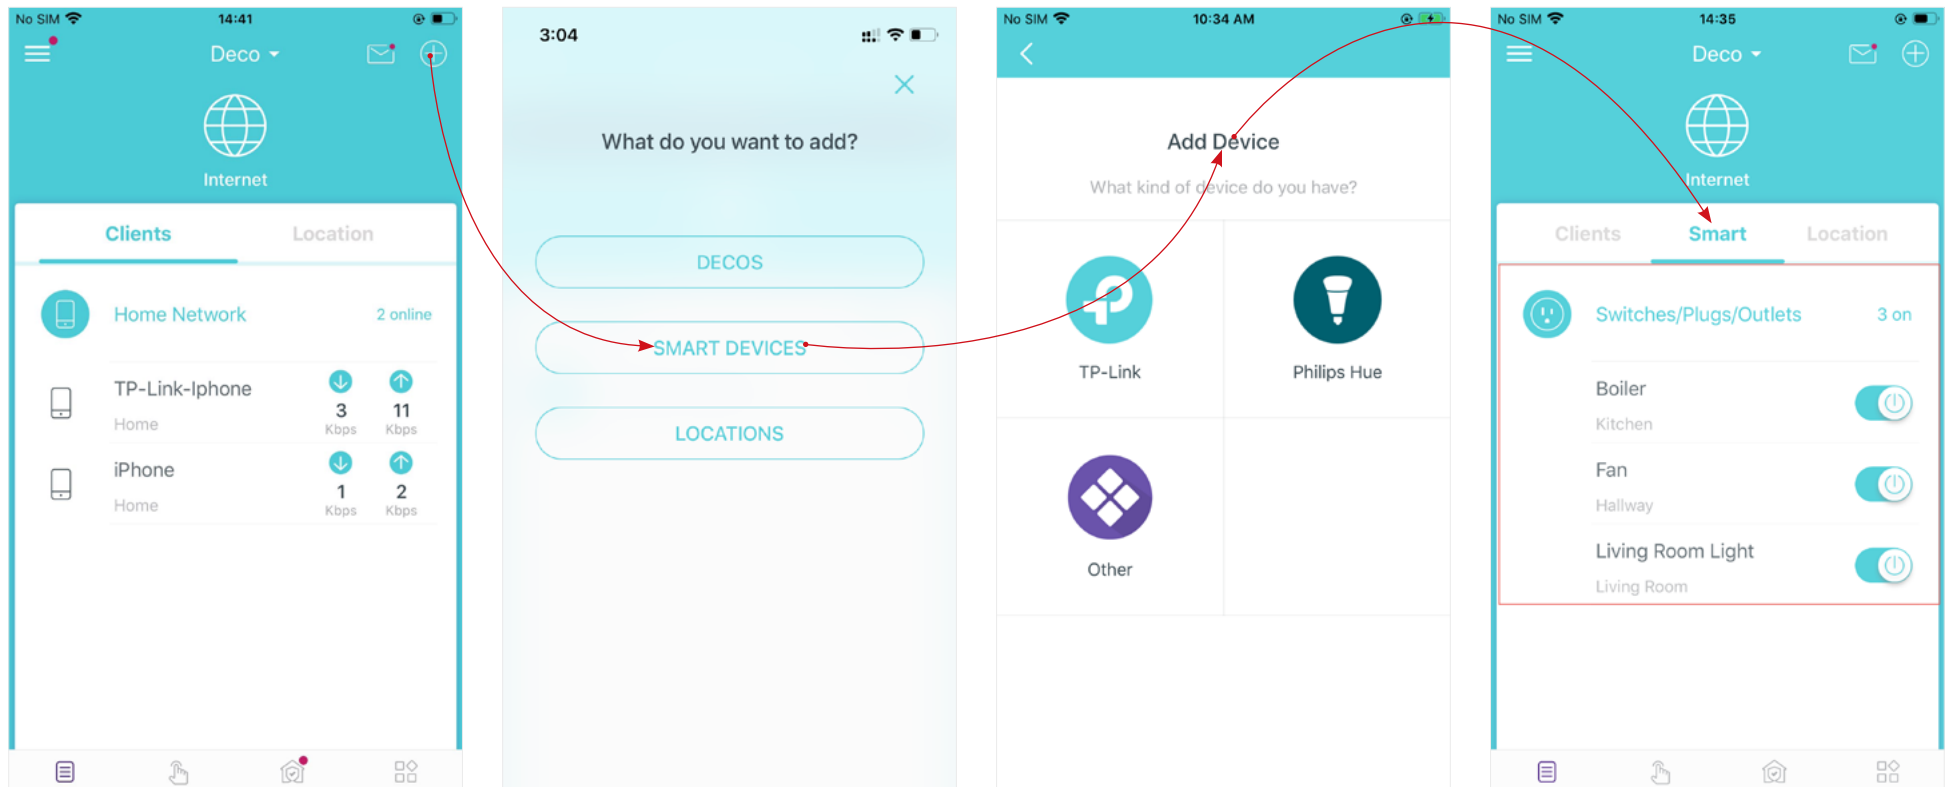 No SIM 14:41
Deco
Internet
Clients Location
Home Network 2 online
TP-Link-Iphone
Home
3 Kbps 11 Kbps
iPhone
Home
1 Kbps 2 Kbps
3:04
What do you want to add?
DECOS
SMART DEVICES
LOCATIONS
No SIM 10:34 AM
Add Device
What kind of device do you have?
TP-Link Philips Hue
Other
No SIM 14:35
Deco
Internet
Clients Smart Location
Switches/Plugs/Outlets 3 on
Boiler
Kitchen
Fan
Hallway
Living Room Light
Living Room